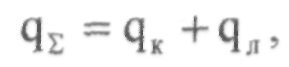 q_Σ = q_к + q_л,